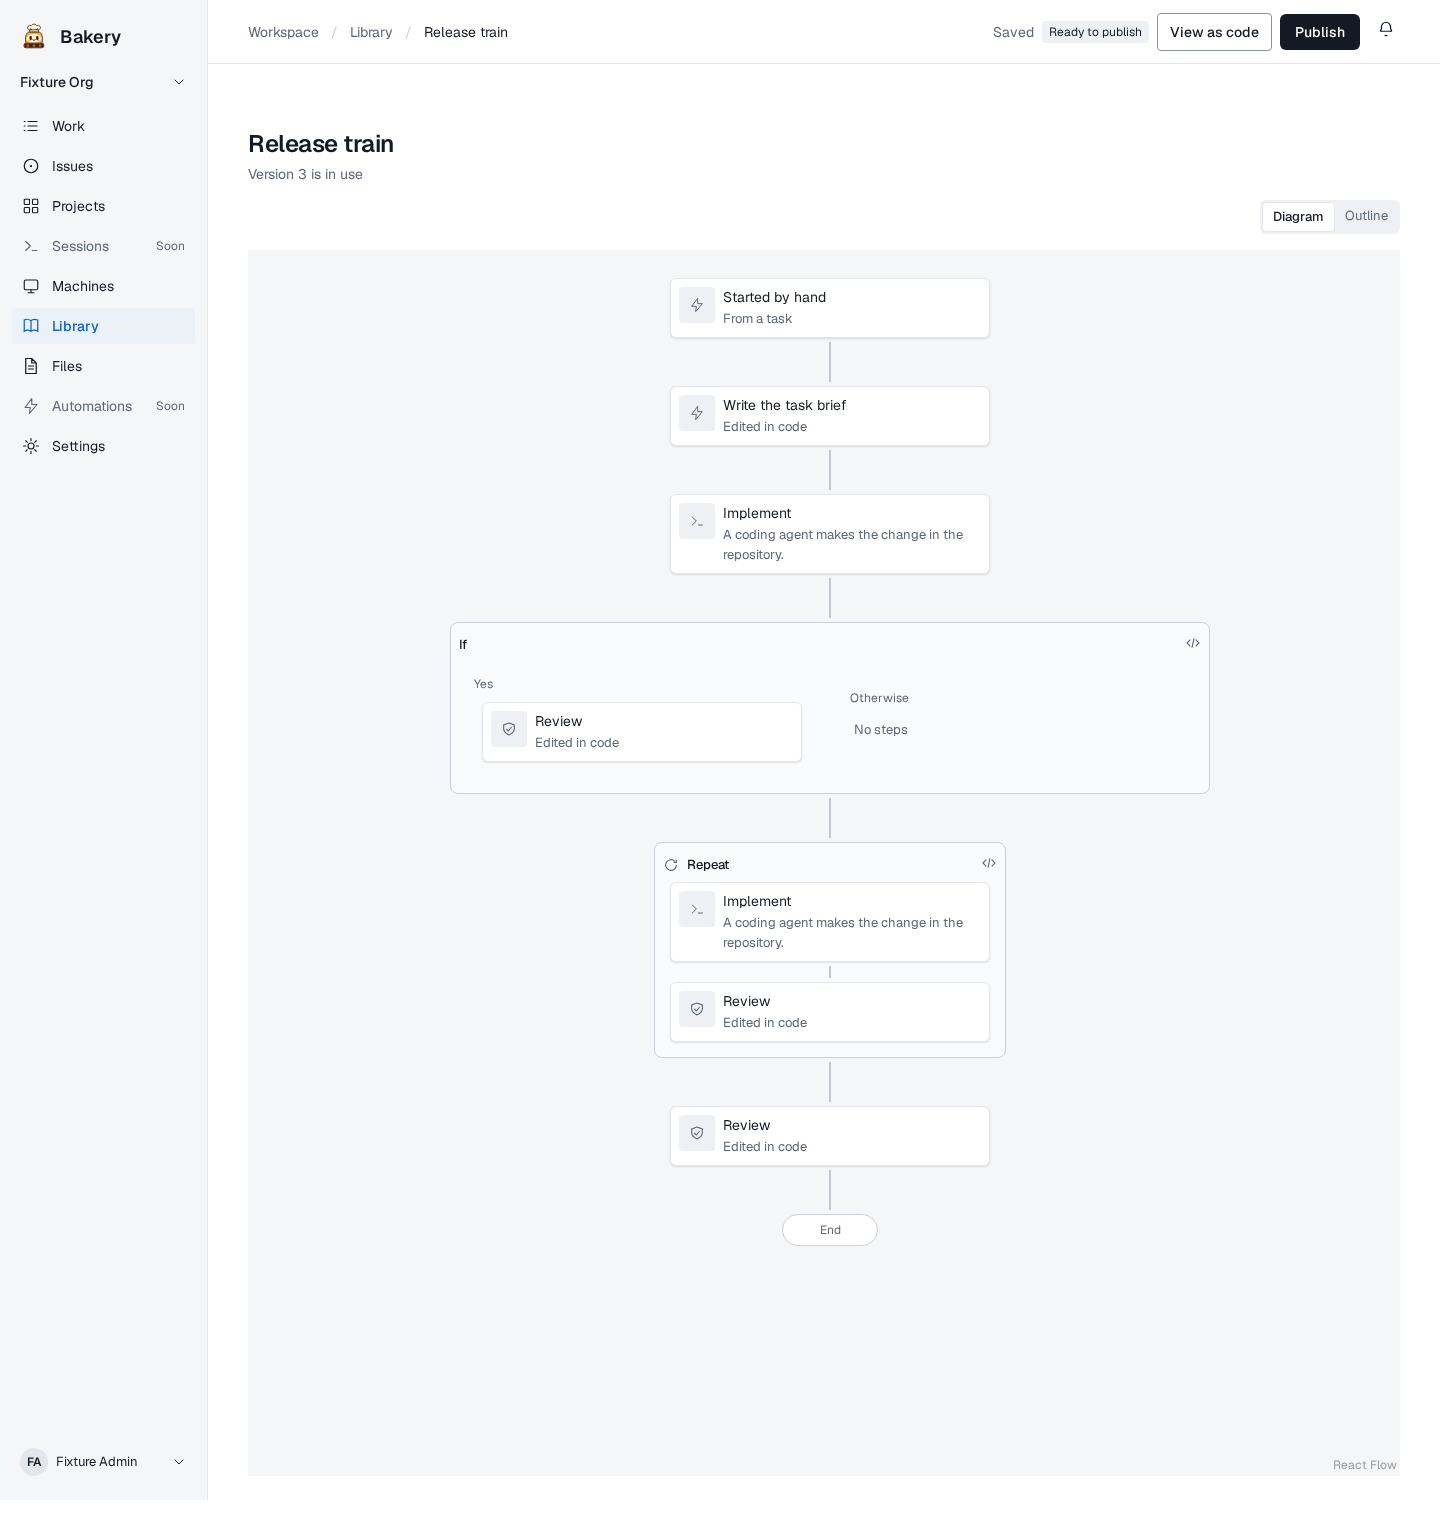 Bakery
Fixture Org
Work
Issues
Projects
Sessions Soon
Machines
Library
Files
Automations Soon
Settings
FA Fixture Admin
Workspace / Library / Release train
Saved Ready to publish View as code Publish
Release train
Version 3 is in use
Diagram Outline
Started by hand
From a task
Write the task brief
Edited in code
Implement
A coding agent makes the change in the
repository.
If
Yes
Review
Edited in code
Otherwise
No steps
Repeat
Implement
A coding agent makes the change in the
repository.
Review
Edited in code
Review
Edited in code
End
React Flow